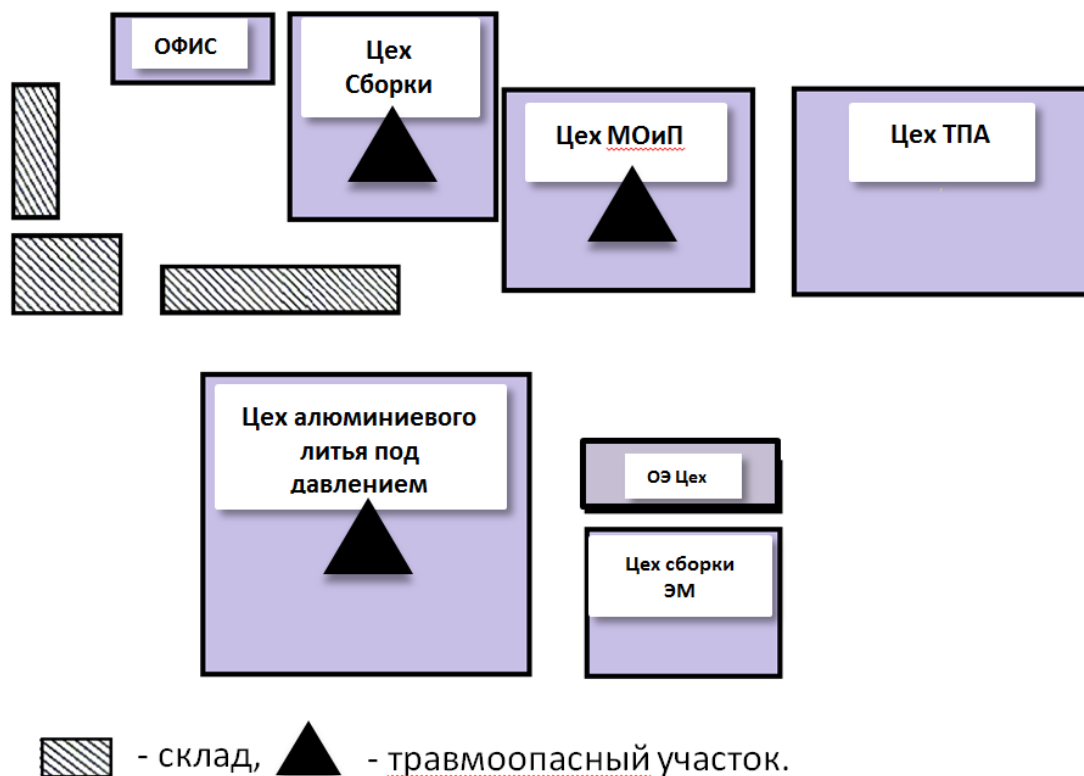 ОФИС
Цех
Сборки
Цех МОиП
Цех ТПА
Цех алюминиевого
литья под
давлением
ОЭ Цех
Цех сборки
ЭМ
- склад,
- травмоопасный участок.